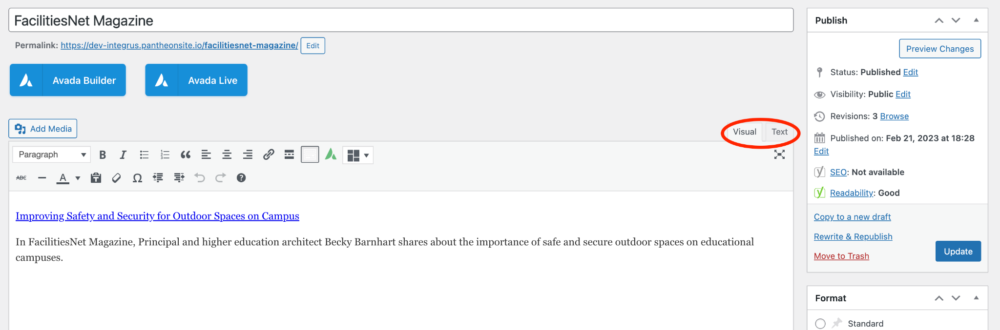 FacilitiesNet Magazine
Permalink: https://dev-integrus.pantheonsite.io/facilitiesnet-magazine/ Edit
Avada Builder
Avada Live
Add Media
Visual
Text
Paragraph
ABC
Improving Safety and Security for Outdoor Spaces on Campus
In FacilitiesNet Magazine, Principal and higher education architect Becky Barnhart shares about the importance of safe and secure outdoor spaces on educational
campuses.
Publish
Preview Changes
Status: Published Edit
Visibility: Public Edit
Revisions: 3 Browse
Published on: Feb 21, 2023 at 18:28
Edit
SEO: Not available
Readability: Good
Copy to a new draft
Rewrite & Republish
Move to Trash
Update
Format
Standard